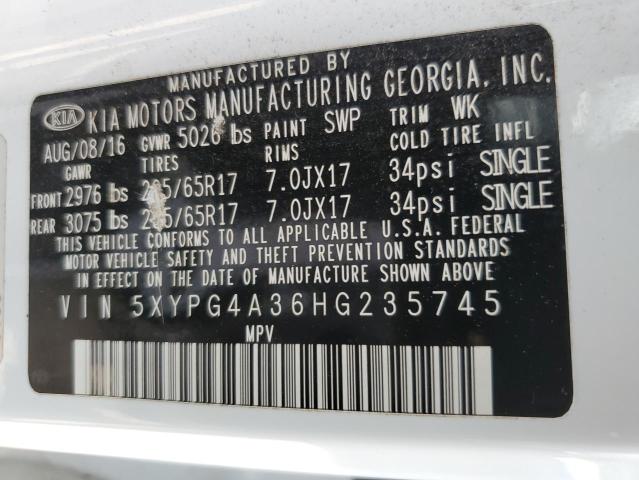 MANUFACTURED BY
KIA KIA MOTORS MANUFACTURING GEORGIA, INC.
AUG/08/16 GVWR 5026 lbs PAINT SWP TRIM WK
GAWR TIRES RIMS COLD TIRE INFL
FRONT 2976 lbs 235/65R17 7.0JX17 34psi SINGLE
REAR 3075 lbs 235/65R17 7.0JX17 34psi SINGLE
THIS VEHICLE CONFORMS TO ALL APPLICABLE U.S.A. FEDERAL
MOTOR VEHICLE SAFETY AND THEFT PREVENTION STANDARDS
IN EFFECT ON THE DATE OF MANUFACTURE SHOWN ABOVE
VIN 5XYPG4A36HG235745
MPV